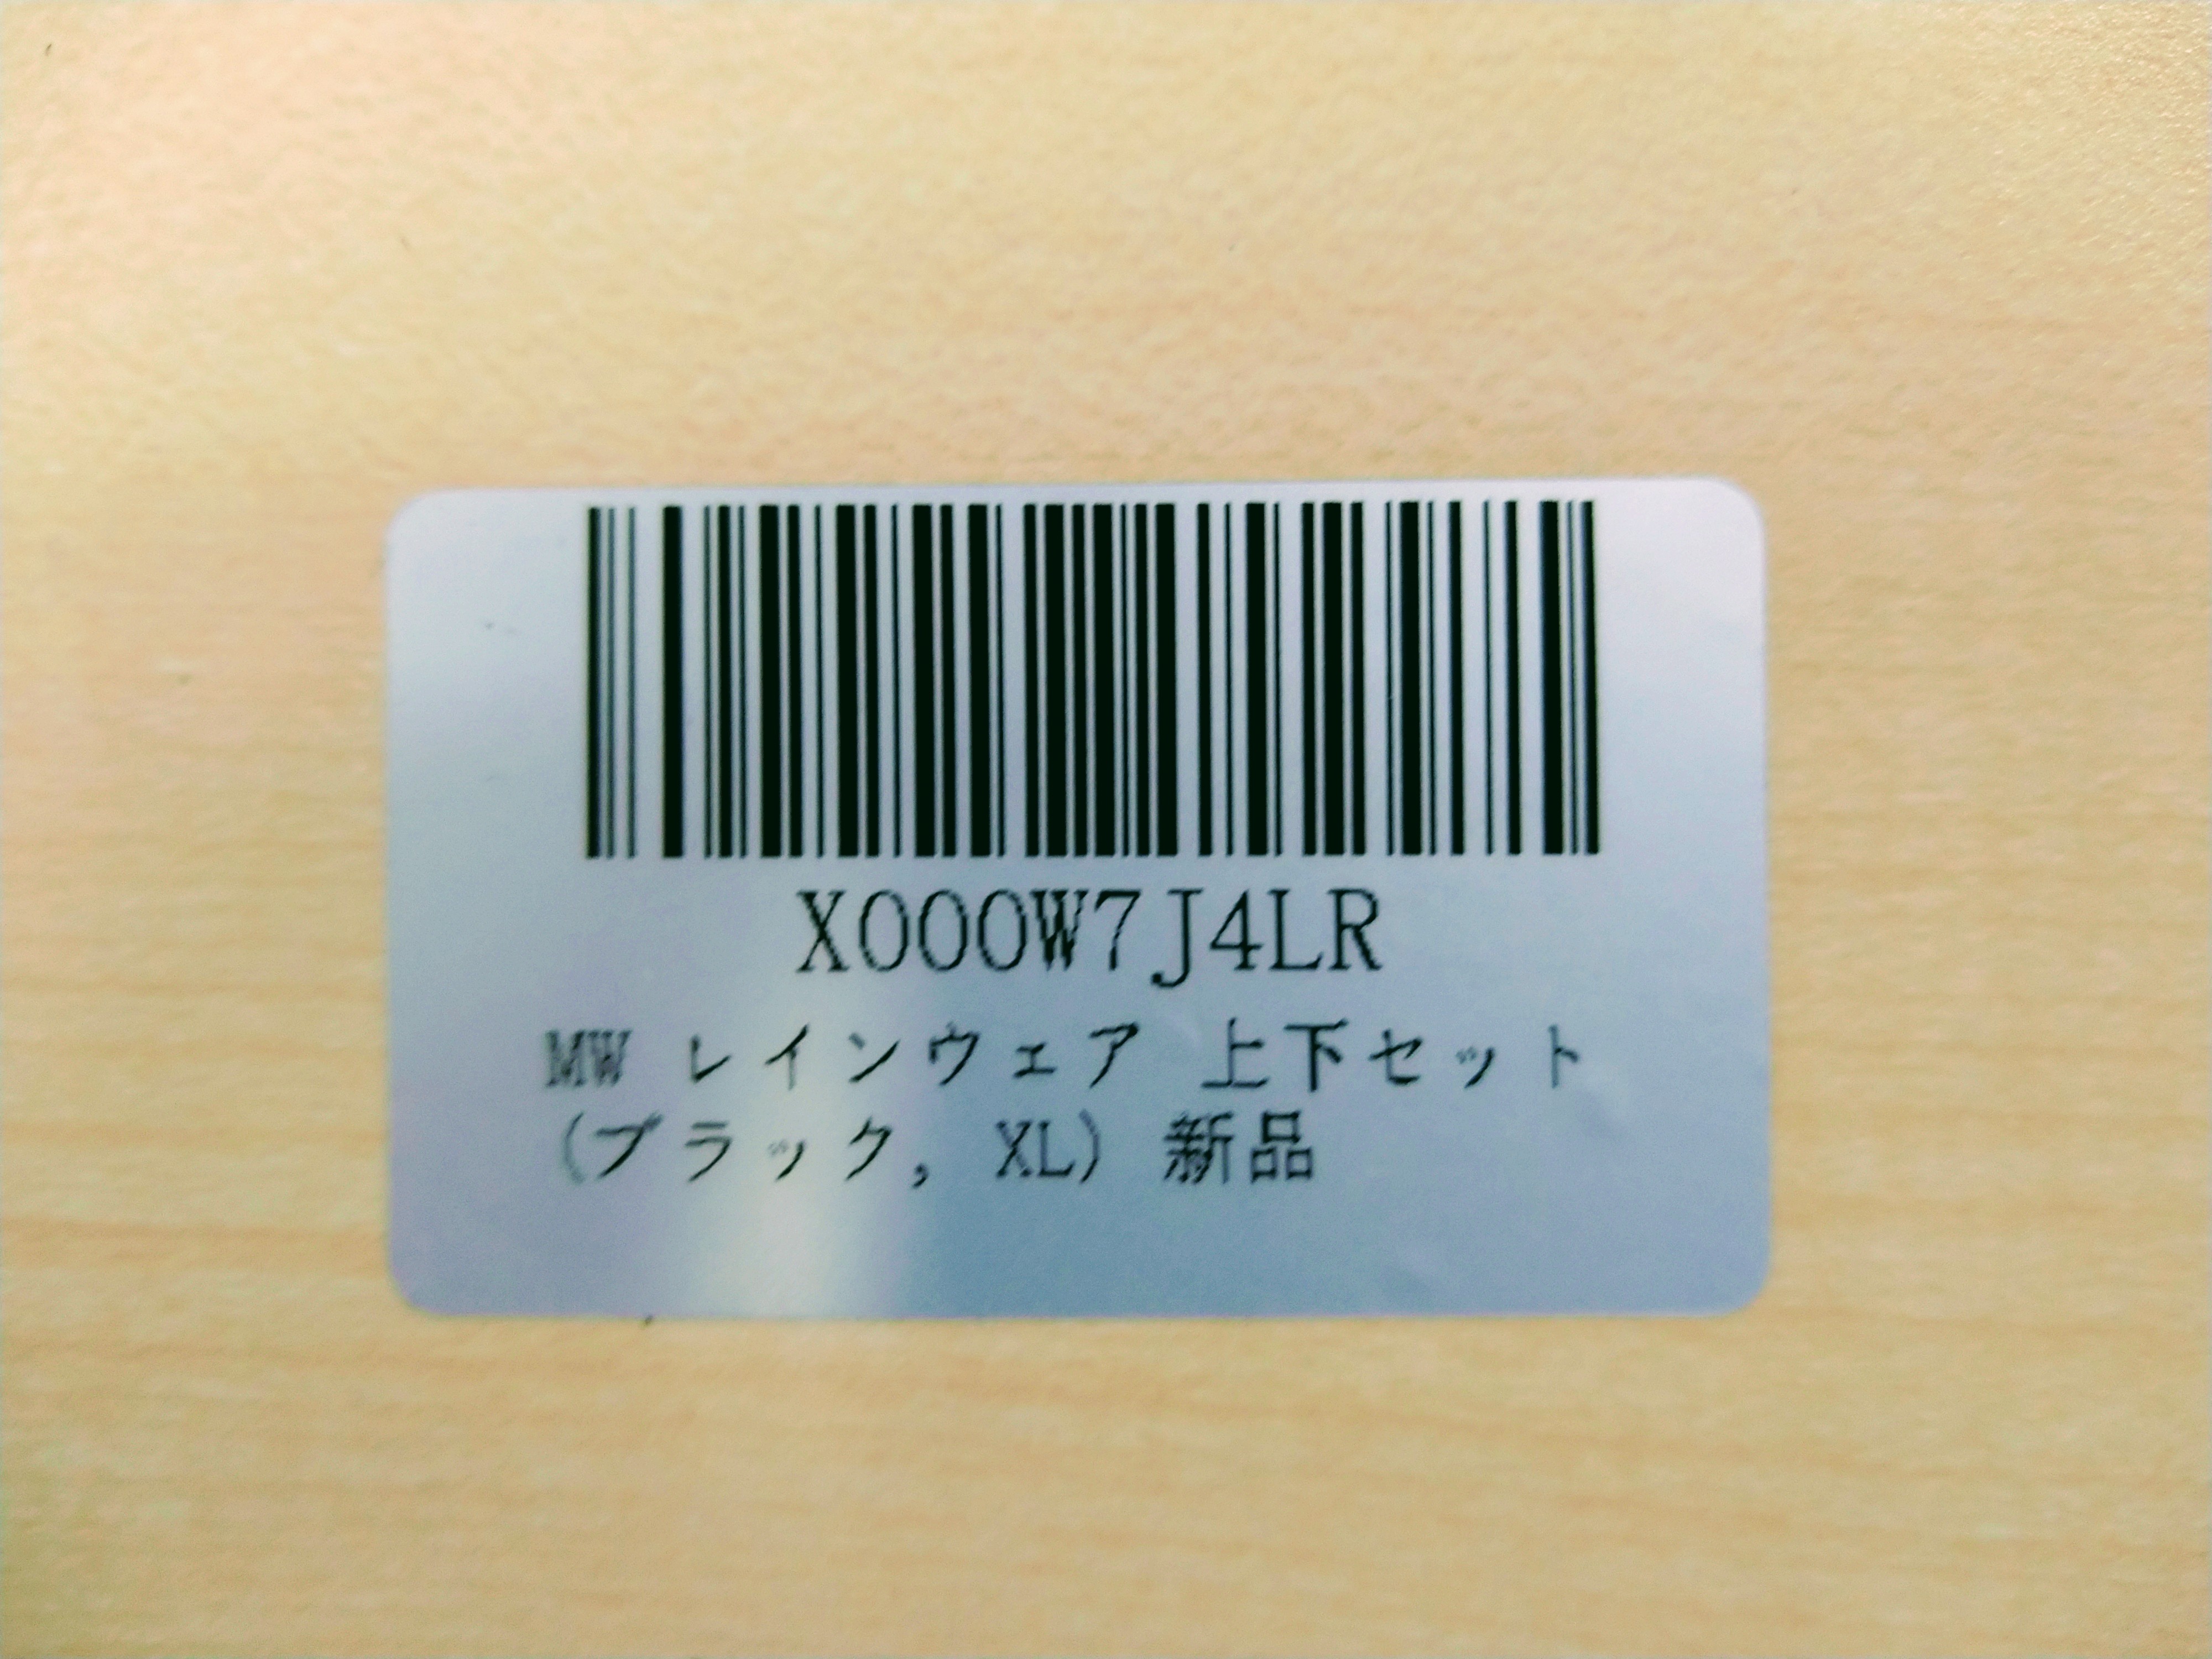 X000W7J4LR
MW レインウェア 上下セット
(ブラック, XL) 新品